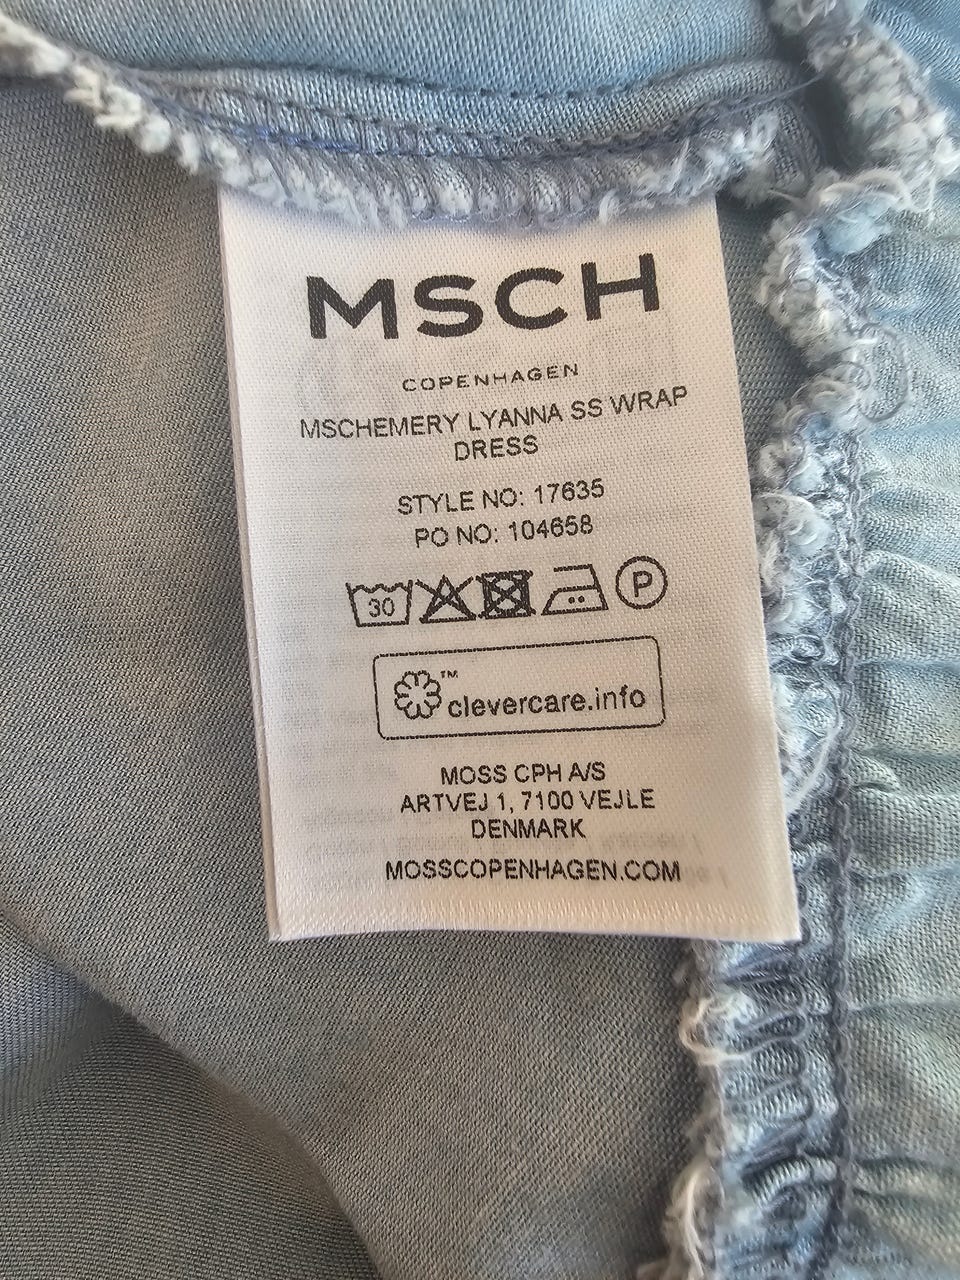 MSCH
COPENHAGEN
MSCHEMERY LYANNA SS WRAP
DRESS
STYLE NO: 17635
PO NO: 104658
30 P
™
clevercare.info
MOSS CPH A/S
ARTVEJ 1, 7100 VEJLE
DENMARK
MOSSCOPENHAGEN.COM